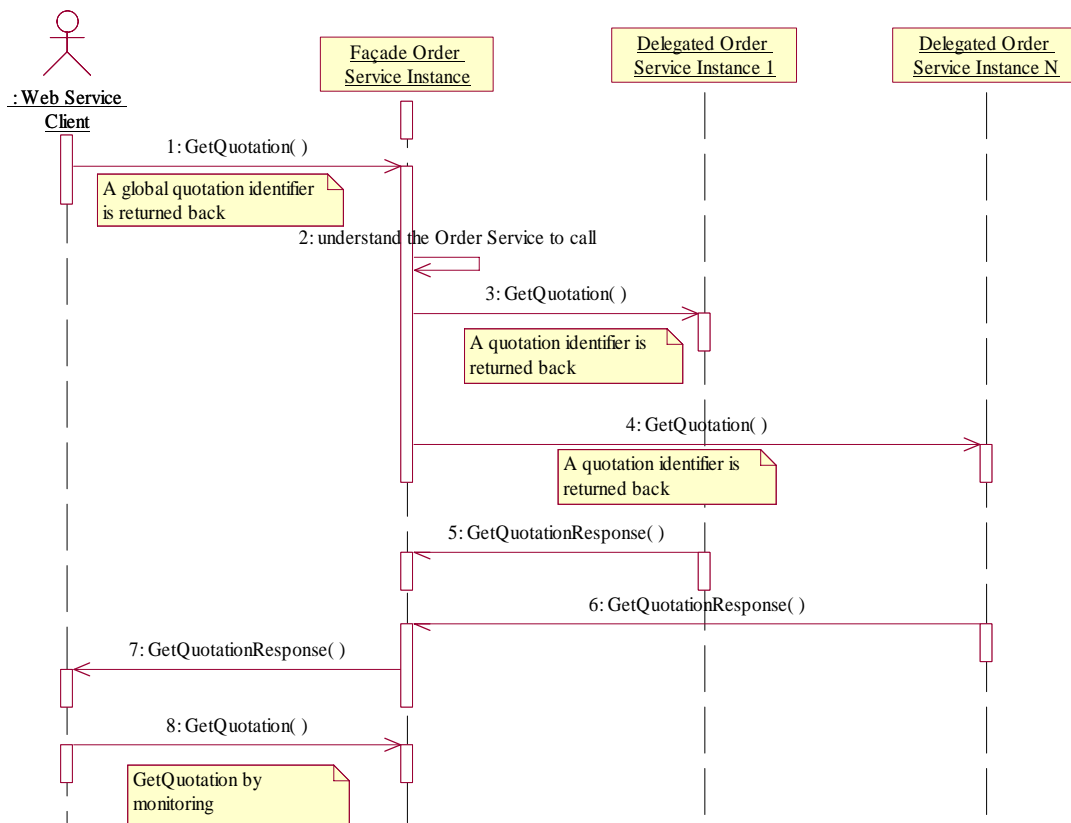 : Web Service
Client
Façade Order
Service Instance
Delegated Order
Service Instance 1
Delegated Order
Service Instance N
1: GetQuotation( )
A global quotation identifier
is returned back
2: understand the Order Service to call
3: GetQuotation( )
A quotation identifier is
returned back
4: GetQuotation( )
A quotation identifier is
returned back
5: GetQuotationResponse( )
6: GetQuotationResponse( )
7: GetQuotationResponse( )
8: GetQuotation( )
GetQuotation by
monitoring